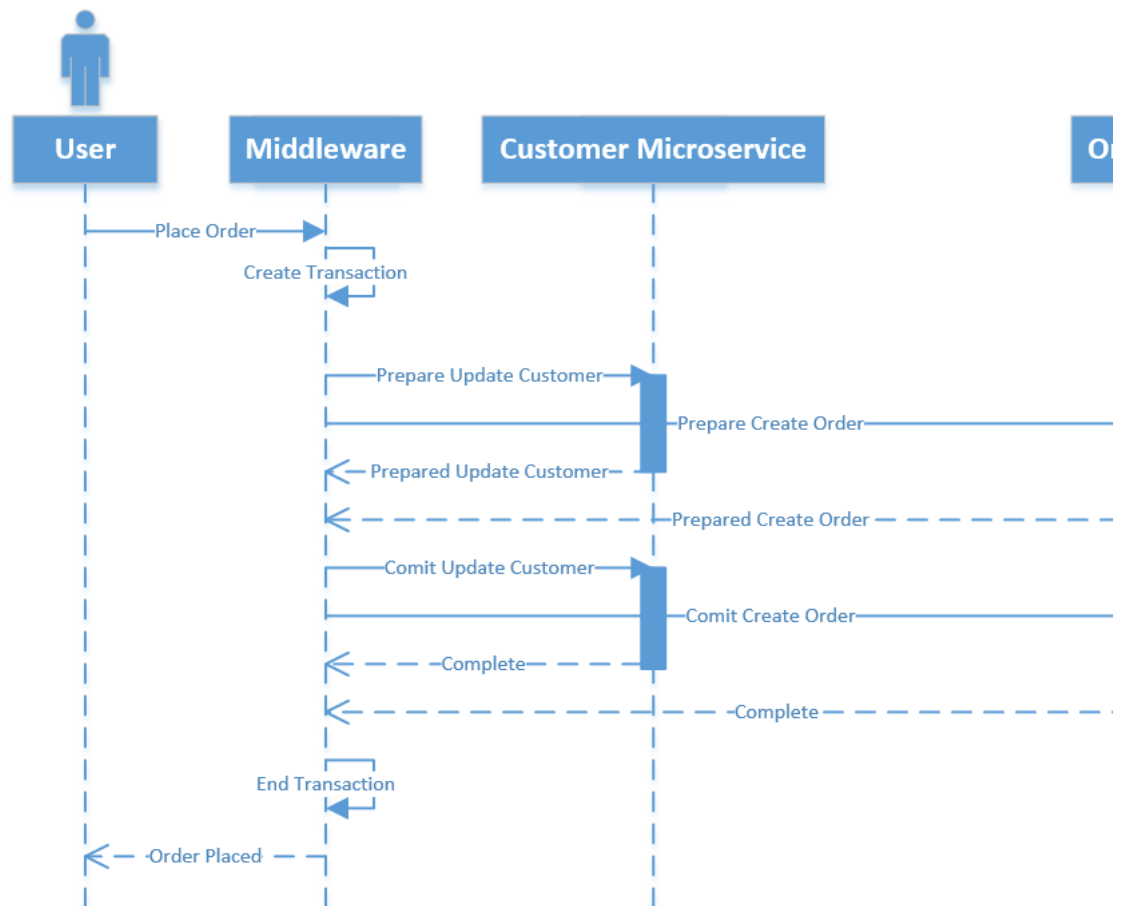 User
Middleware
Customer Microservice
Place Order
Create Transaction
Prepare Update Customer
Prepare Create Order
Prepared Update Customer
Prepared Create Order
Comit Update Customer
Comit Create Order
Complete
Complete
End Transaction
Order Placed